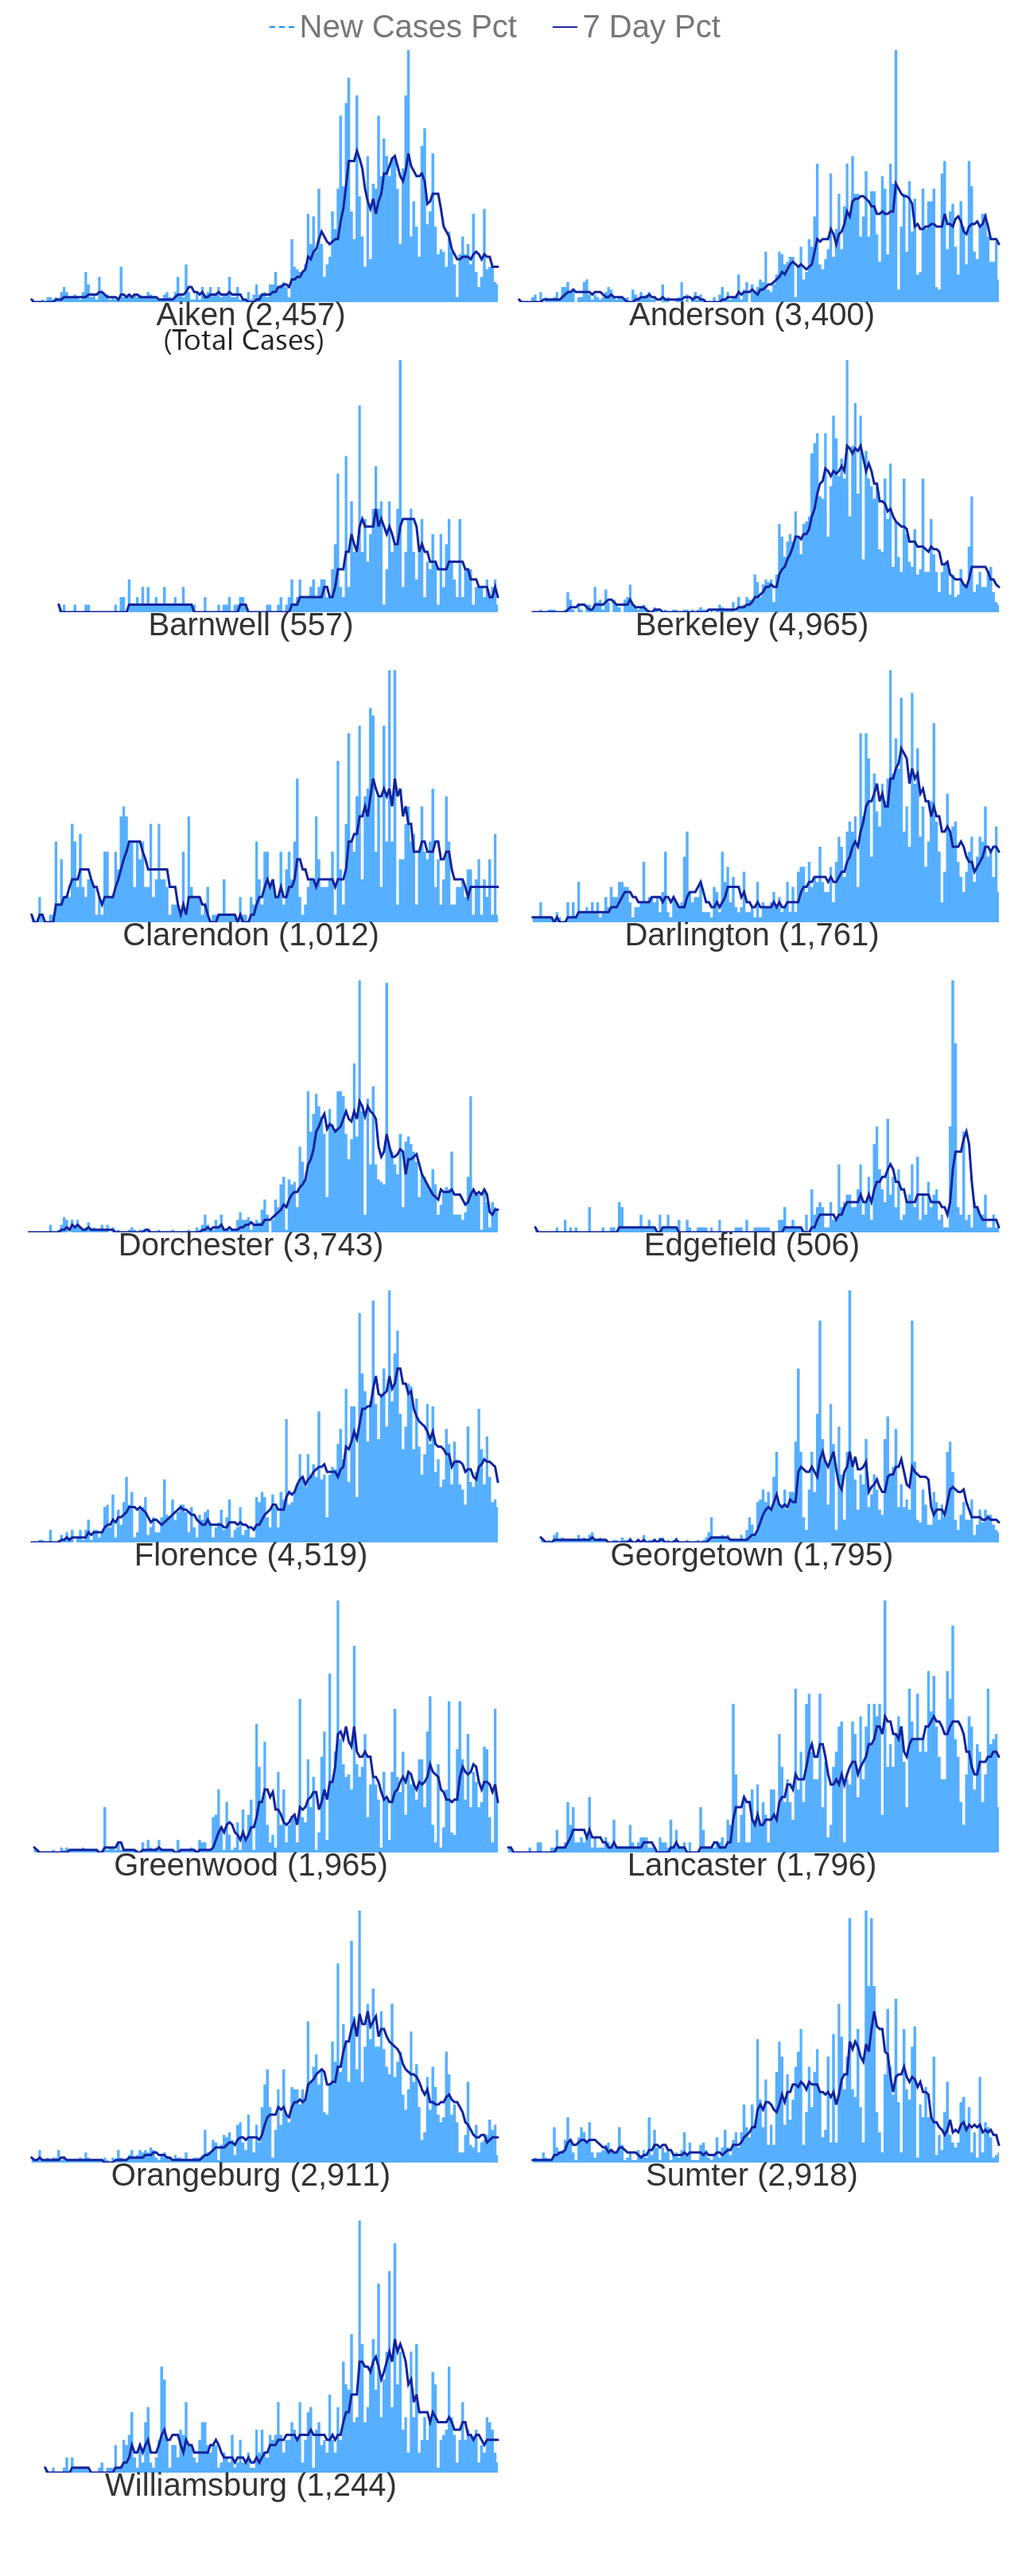 New Cases Pct 7 Day Pct
Aiken (2,457) Anderson (3,400)
(Total Cases)
Barnwell (557) Berkeley (4,965)
Clarendon (1,012) Darlington (1,761)
Dorchester (3,743) Edgefield (506)
Florence (4,519) Georgetown (1,795)
Greenwood (1,965) Lancaster (1,796)
Orangeburg (2,911) Sumter (2,918)
Williamsburg (1,244)